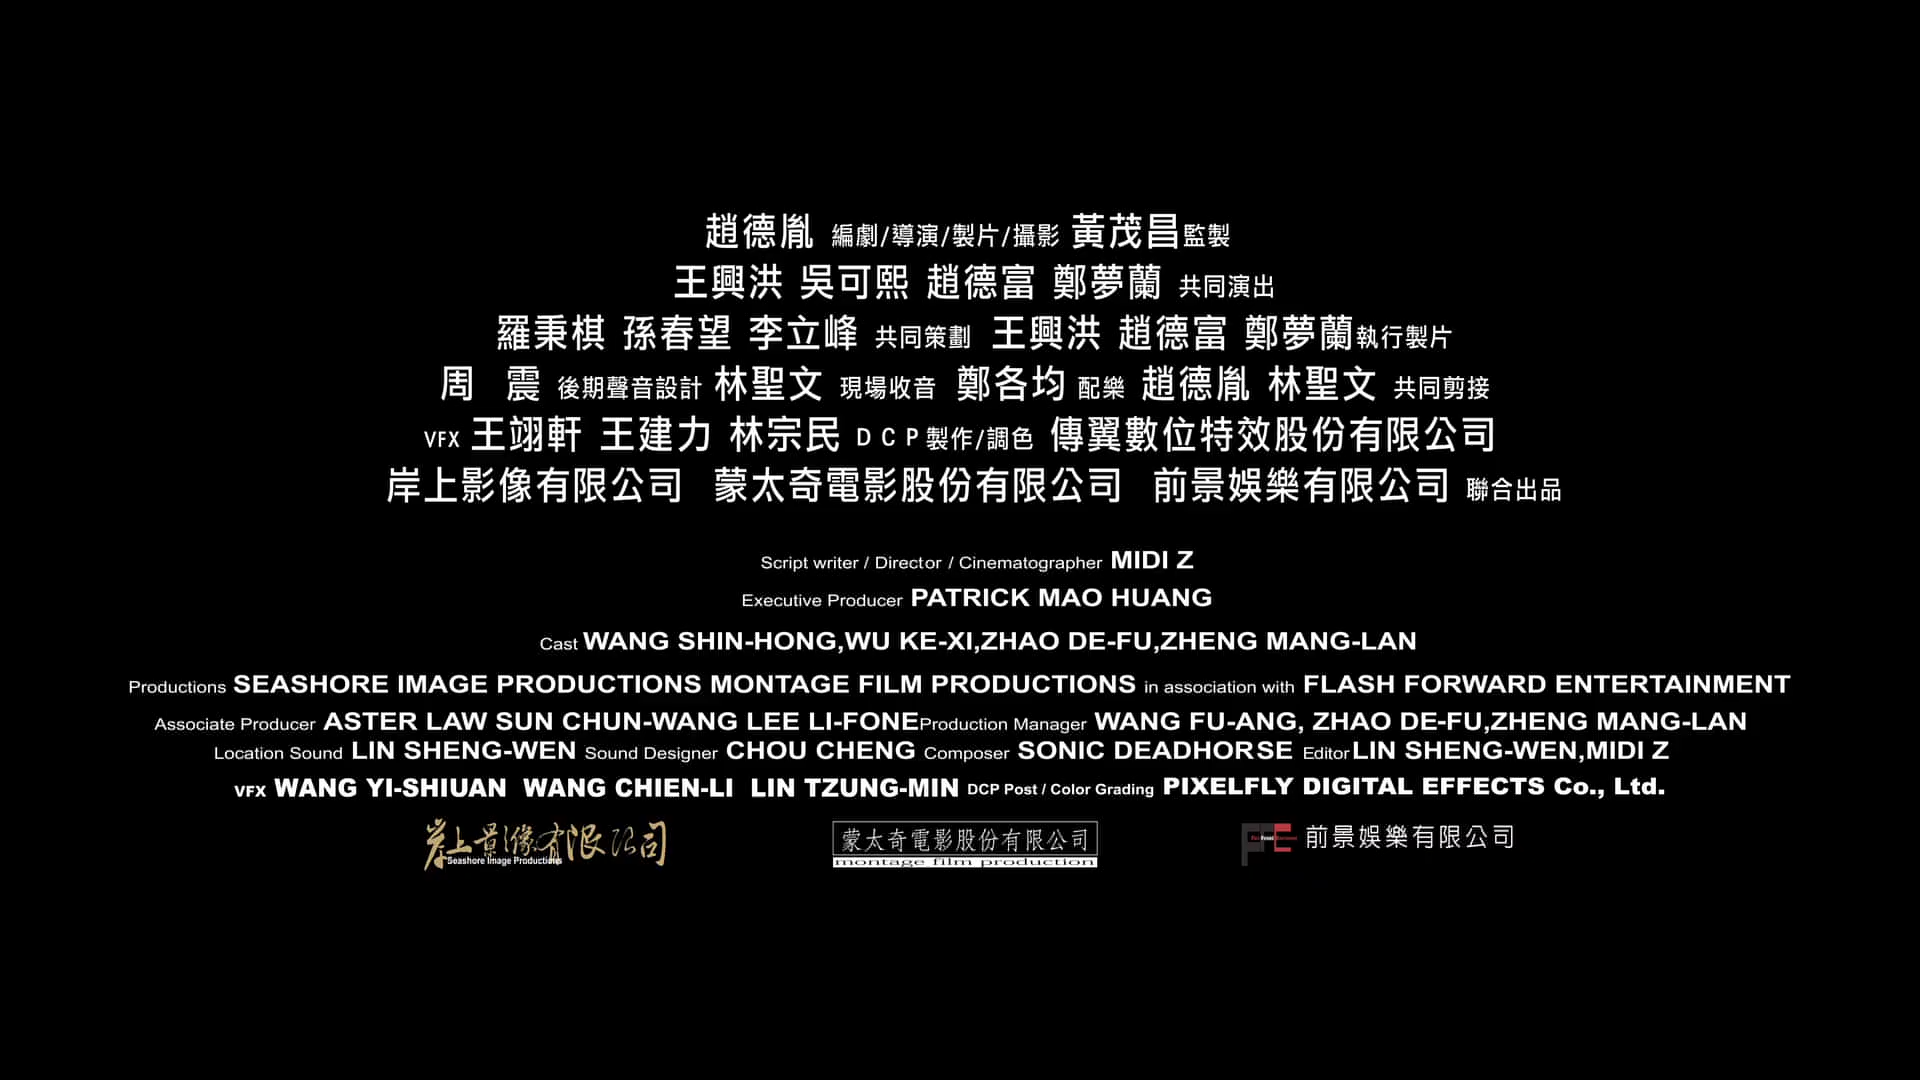 趙德胤 編劇/導演/製片/攝影 黃茂昌監製
王興洪 吳可熙 趙德富 鄭夢蘭 共同演出
羅秉棋 孫春望 李立峰 共同策劃 王興洪 趙德富 鄭夢蘭執行製片
周 震 後期聲音設計 林聖文 現場收音 鄭各均 配樂 趙德胤 林聖文 共同剪接
VFX 王翊軒 王建力 林宗民 DCP製作/調色 傳翼數位特效股份有限公司
岸上影像有限公司 蒙太奇電影股份有限公司 前景娛樂有限公司 聯合出品
Script writer / Director / Cinematographer MIDI Z
Executive Producer PATRICK MAO HUANG
Cast WANG SHIN-HONG,WU KE-XI,ZHAO DE-FU,ZHENG MANG-LAN
Productions SEASHORE IMAGE PRODUCTIONS MONTAGE FILM PRODUCTIONS in association with FLASH FORWARD ENTERTAINMENT
Associate Producer ASTER LAW SUN CHUN-WANG LEE LI-FONEProduction Manager WANG FU-ANG, ZHAO DE-FU,ZHENG MANG-LAN
Location Sound LIN SHENG-WEN Sound Designer CHOU CHENG Composer SONIC DEADHORSE Editor LIN SHENG-WEN,MIDI Z
VFX WANG YI-SHIUAN WANG CHIEN-LI LIN TZUNG-MIN DCP Post / Color Grading PIXELFLY DIGITAL EFFECTS Co., Ltd.
岸上影像有限公司
Seashore Image Productions
蒙太奇電影股份有限公司
montage film production
前景娛樂有限公司